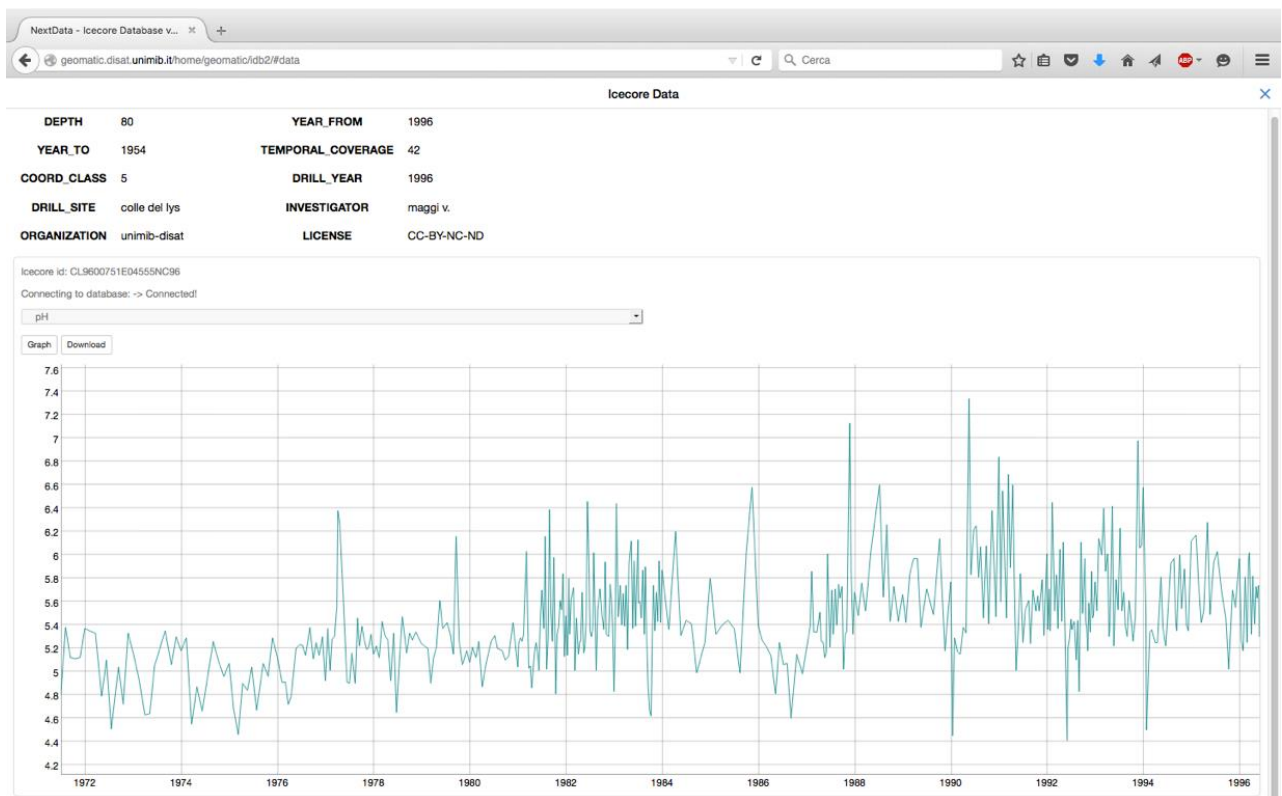 NextData - Icecore Database v...
geomatic.disat.unimib.it/home/geomatic/idb2/#data
Cerca
ABP
Icecore Data
DEPTH 80 YEAR_FROM 1996
YEAR_TO 1954 TEMPORAL_COVERAGE 42
COORD_CLASS 5 DRILL_YEAR 1996
DRILL_SITE colle del lys INVESTIGATOR maggi v.
ORGANIZATION unimib-disat LICENSE CC-BY-NC-ND
Icecore id: CL9600751E04555NC96
Connecting to database: -> Connected!
pH
Graph Download
7.6
7.4
7.2
7
6.8
6.6
6.4
6.2
6
5.8
5.6
5.4
5.2
5
4.8
4.6
4.4
4.2
1972 1974 1976 1978 1980 1982 1984 1986 1988 1990 1992 1994 1996